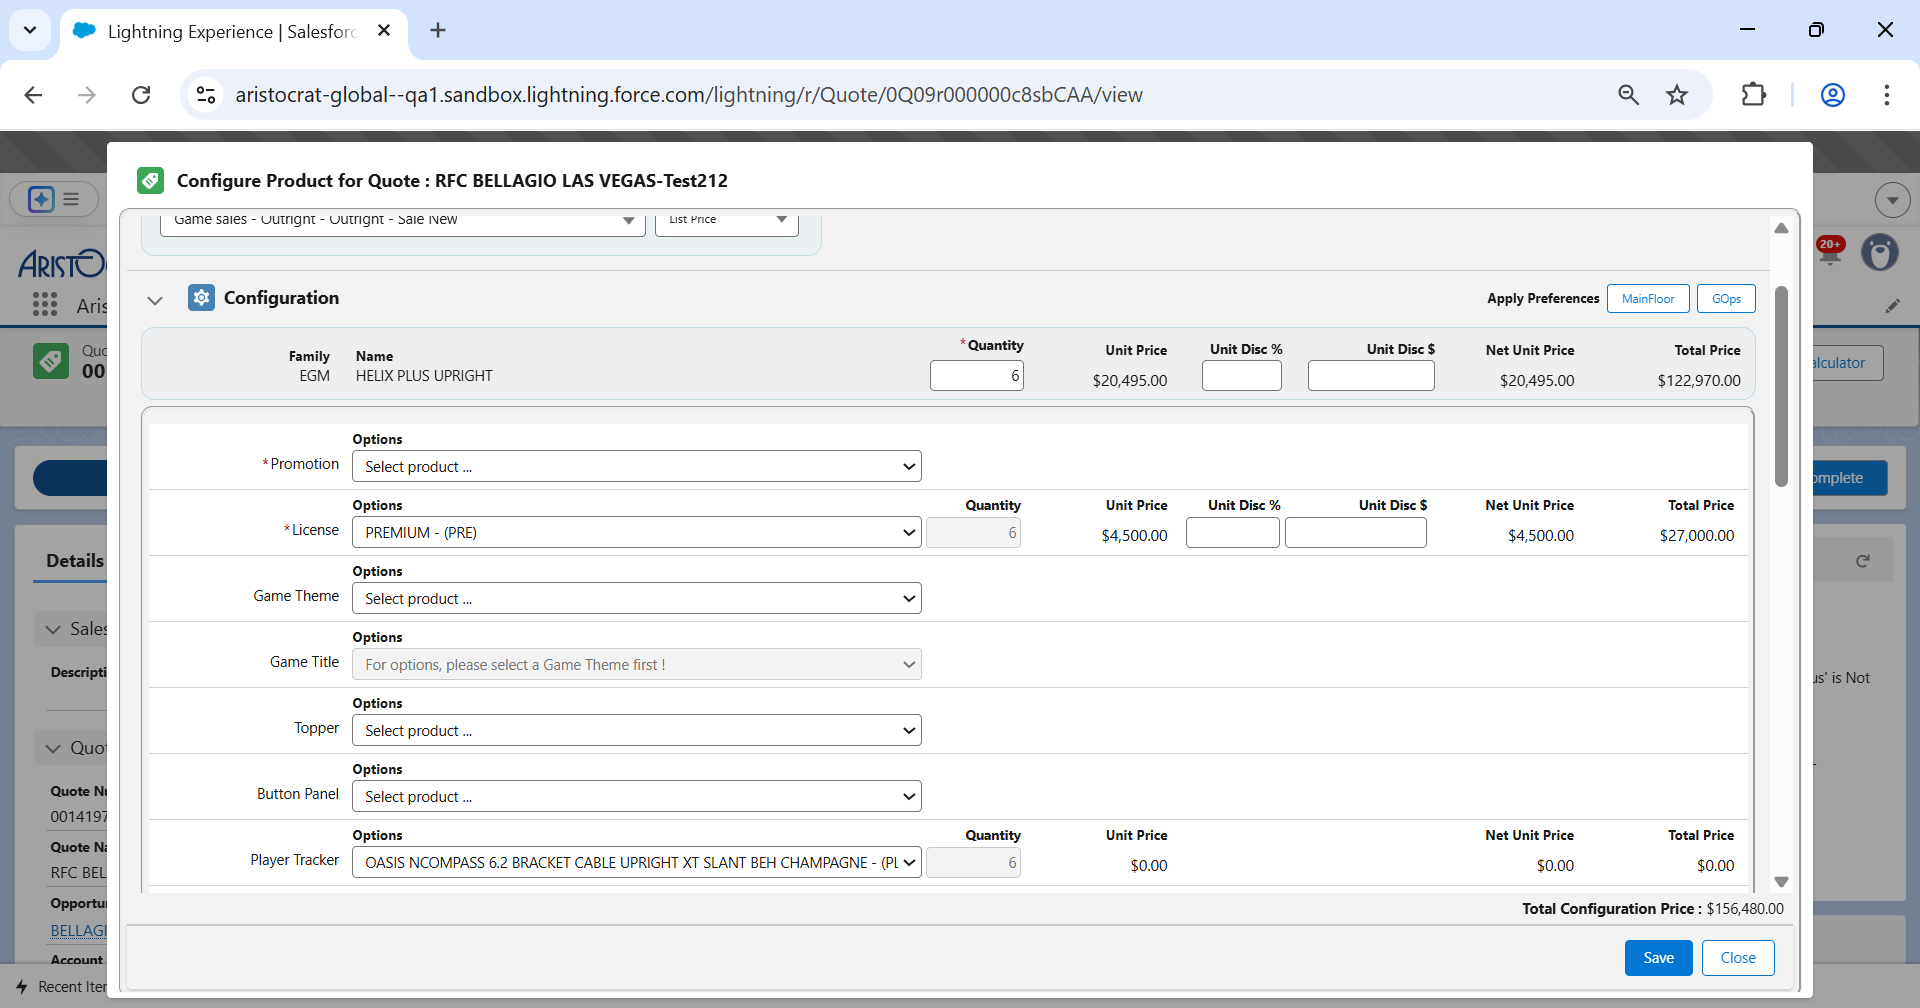 Lightning Experience | Salesforc
aristocrat-global--qa1.sandbox.lightning.force.com/lightning/r/Quote/0Q09r000000c8sbCAA/view
Configure Product for Quote : RFC BELLAGIO LAS VEGAS-Test212
Game sales - Outright - Outright - Sale New
List Price
20+
ARISTO
Aris
Configuration
Apply Preferences
MainFloor
GOps
Quo
00
alculator
Family
Name
*Quantity
Unit Price
Unit Disc %
Unit Disc $
Net Unit Price
Total Price
EGM
HELIX PLUS UPRIGHT
6
$20,495.00
$20,495.00
$122,970.00
Options
*Promotion
Select product ...
omplete
Options
Quantity
Unit Price
Unit Disc %
Unit Disc $
Net Unit Price
Total Price
*License
PREMIUM - (PRE)
6
$4,500.00
$4,500.00
$27,000.00
Details
Options
Game Theme
Select product ...
Sales
Options
Game Title
For options, please select a Game Theme first !
Descripti
us' is Not
Options
Topper
Select product ...
Quot
Options
Button Panel
Select product ...
Quote Nu
0014197
Options
Quantity
Unit Price
Net Unit Price
Total Price
Player Tracker
OASIS NCOMPASS 6.2 BRACKET CABLE UPRIGHT XT SLANT BEH CHAMPAGNE - (PL
6
$0.00
$0.00
$0.00
Quote Na
RFC BEL
Opportu
BELLAGI
Account
Total Configuration Price : $156,480.00
Save
Close
Recent Iter